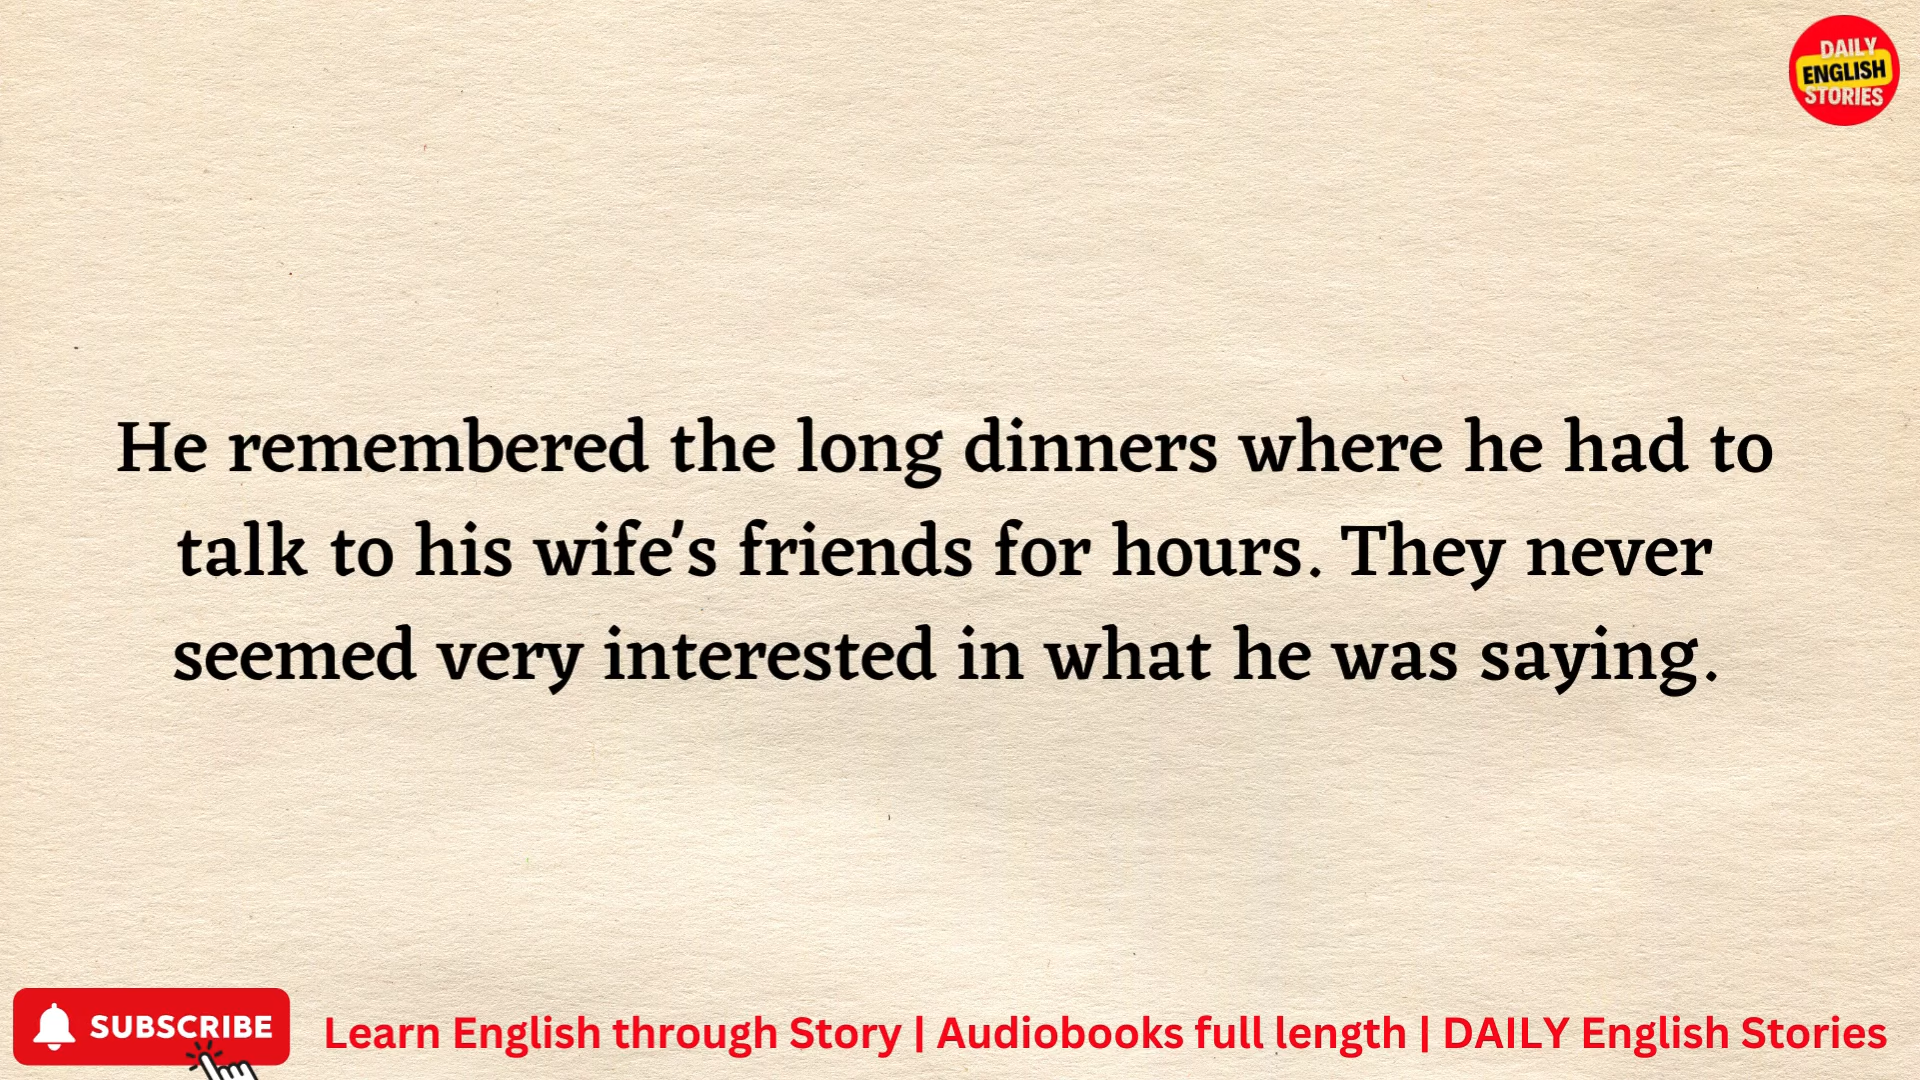 DAILY
ENGLISH
STORIES
He remembered the long dinners where he had to
talk to his wife's friends for hours. They never
seemed very interested in what he was saying.
SUBSCRIBE
Learn English through Story | Audiobooks full length | DAILY English Stories